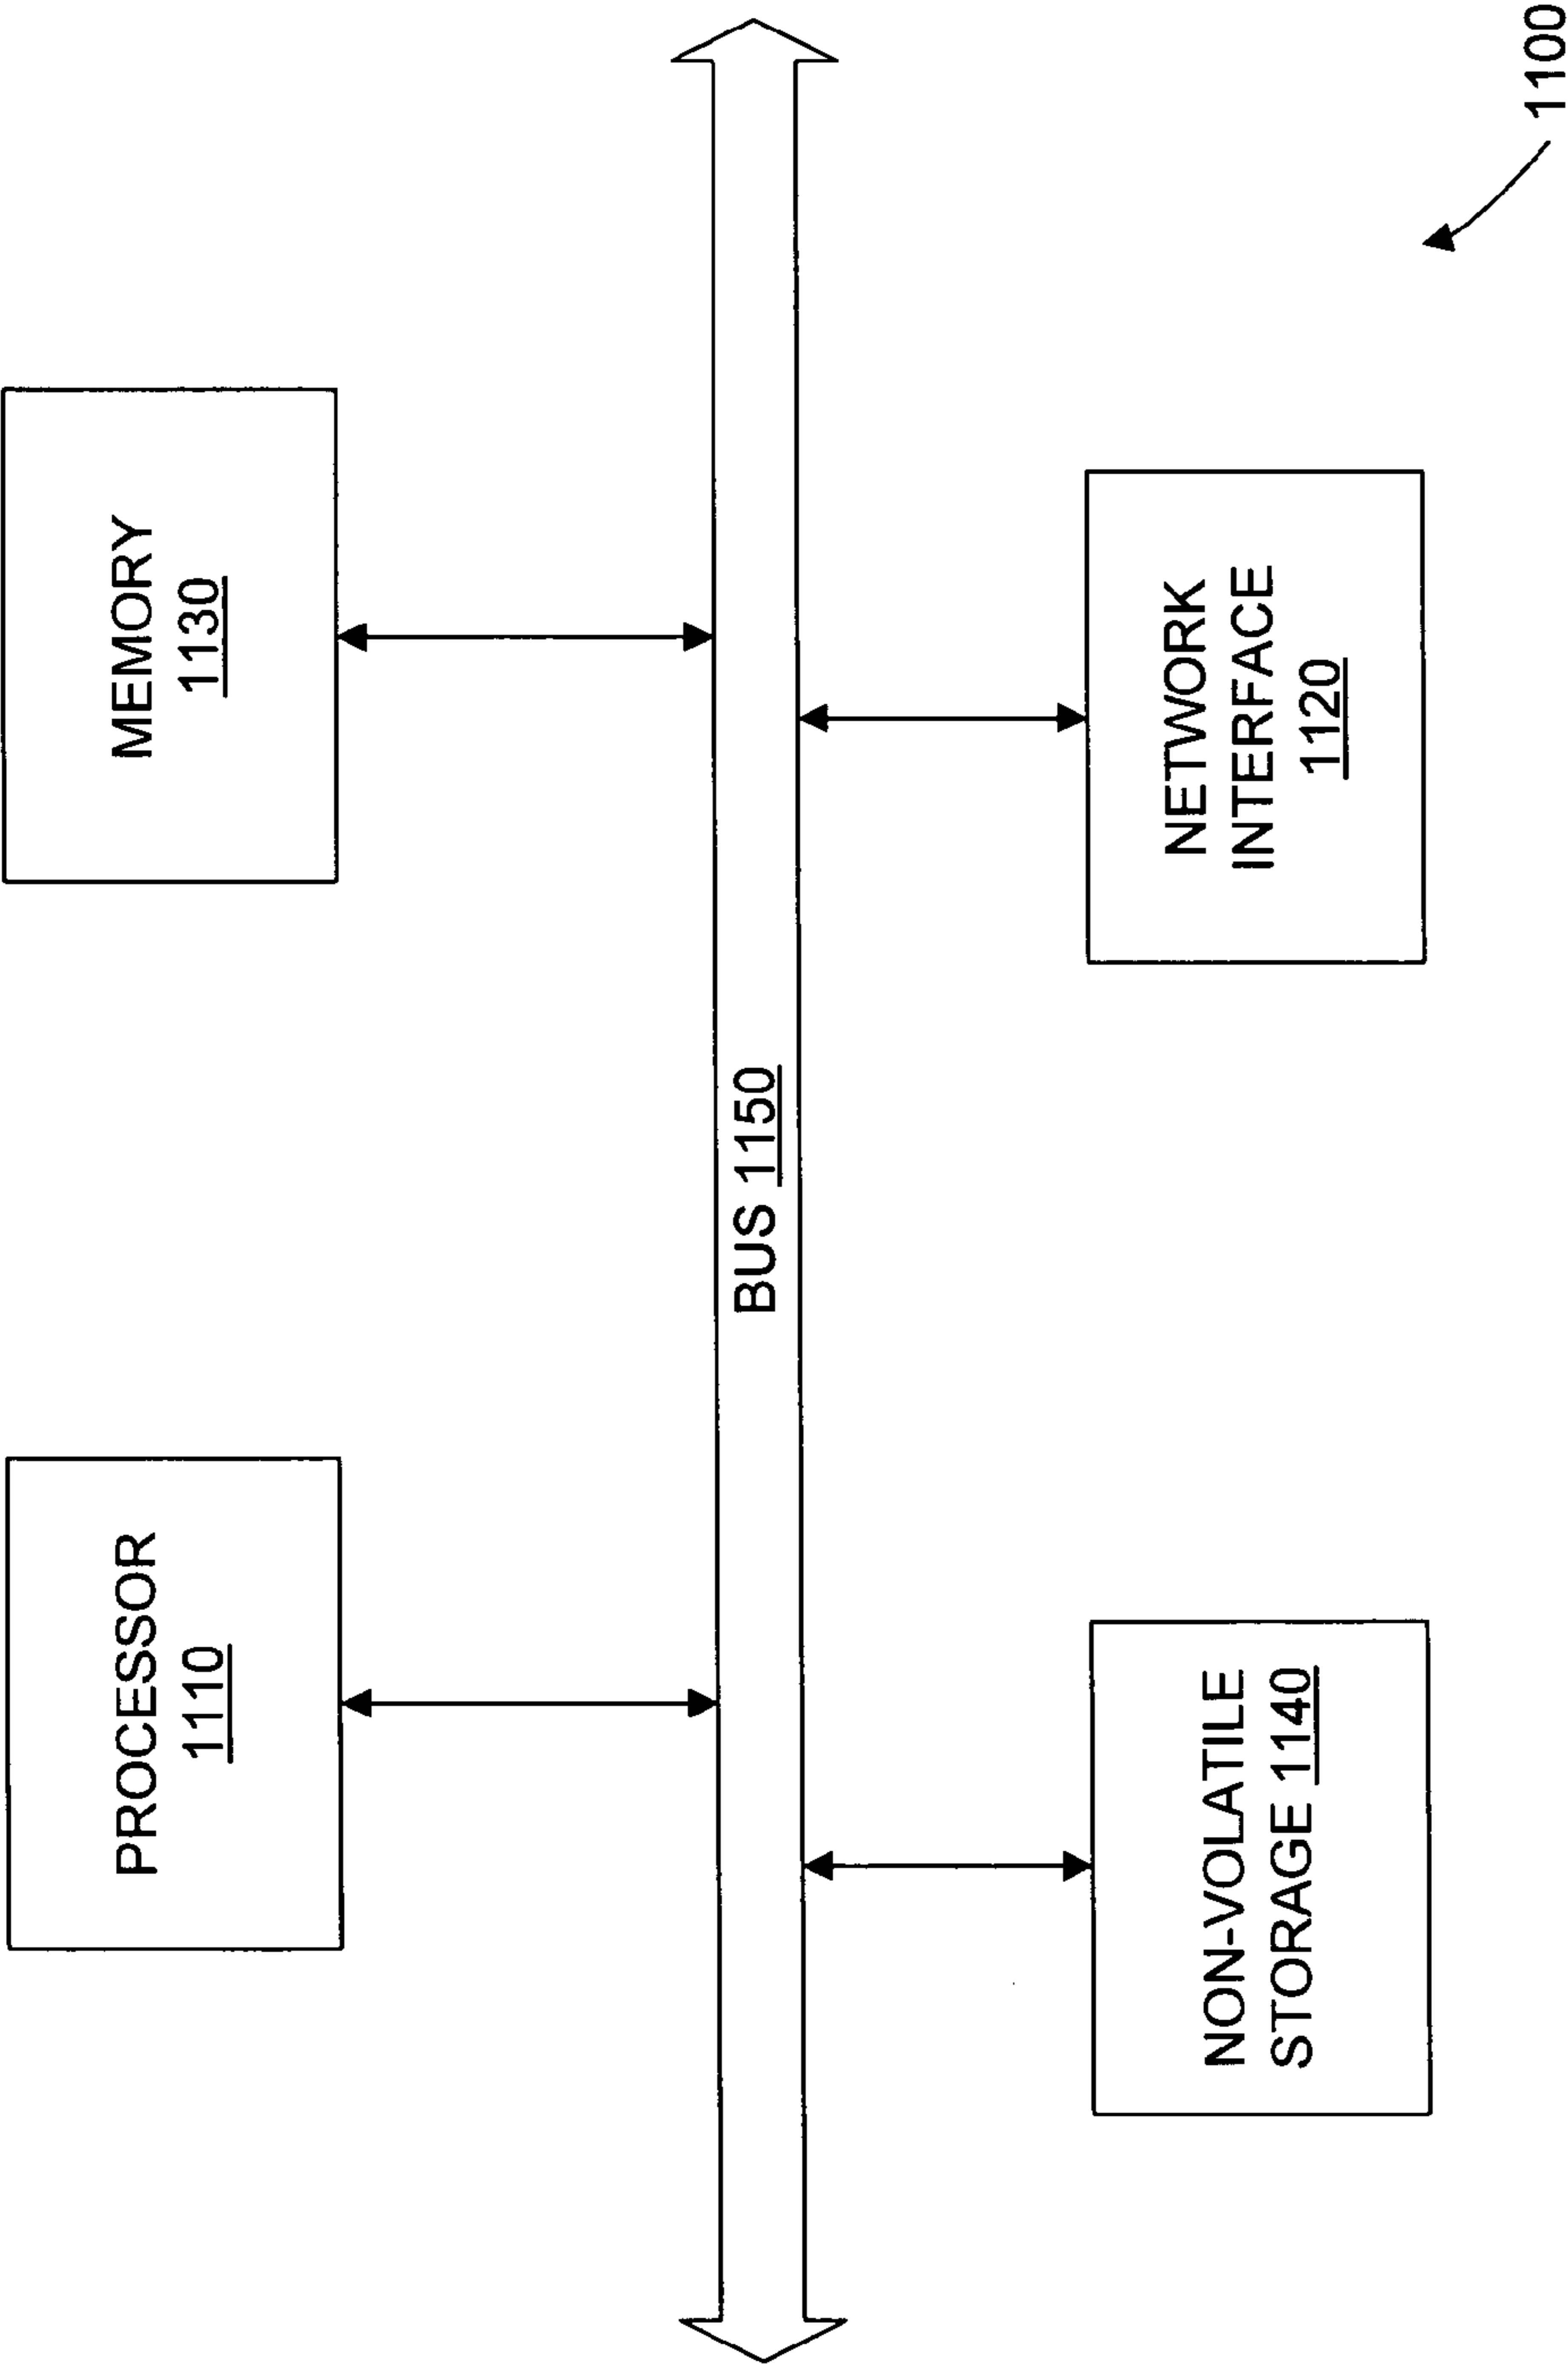 PROCESSOR
1110
MEMORY
1130
BUS 1150
NON-VOLATILE
STORAGE 1140
NETWORK
INTERFACE
1120
1100